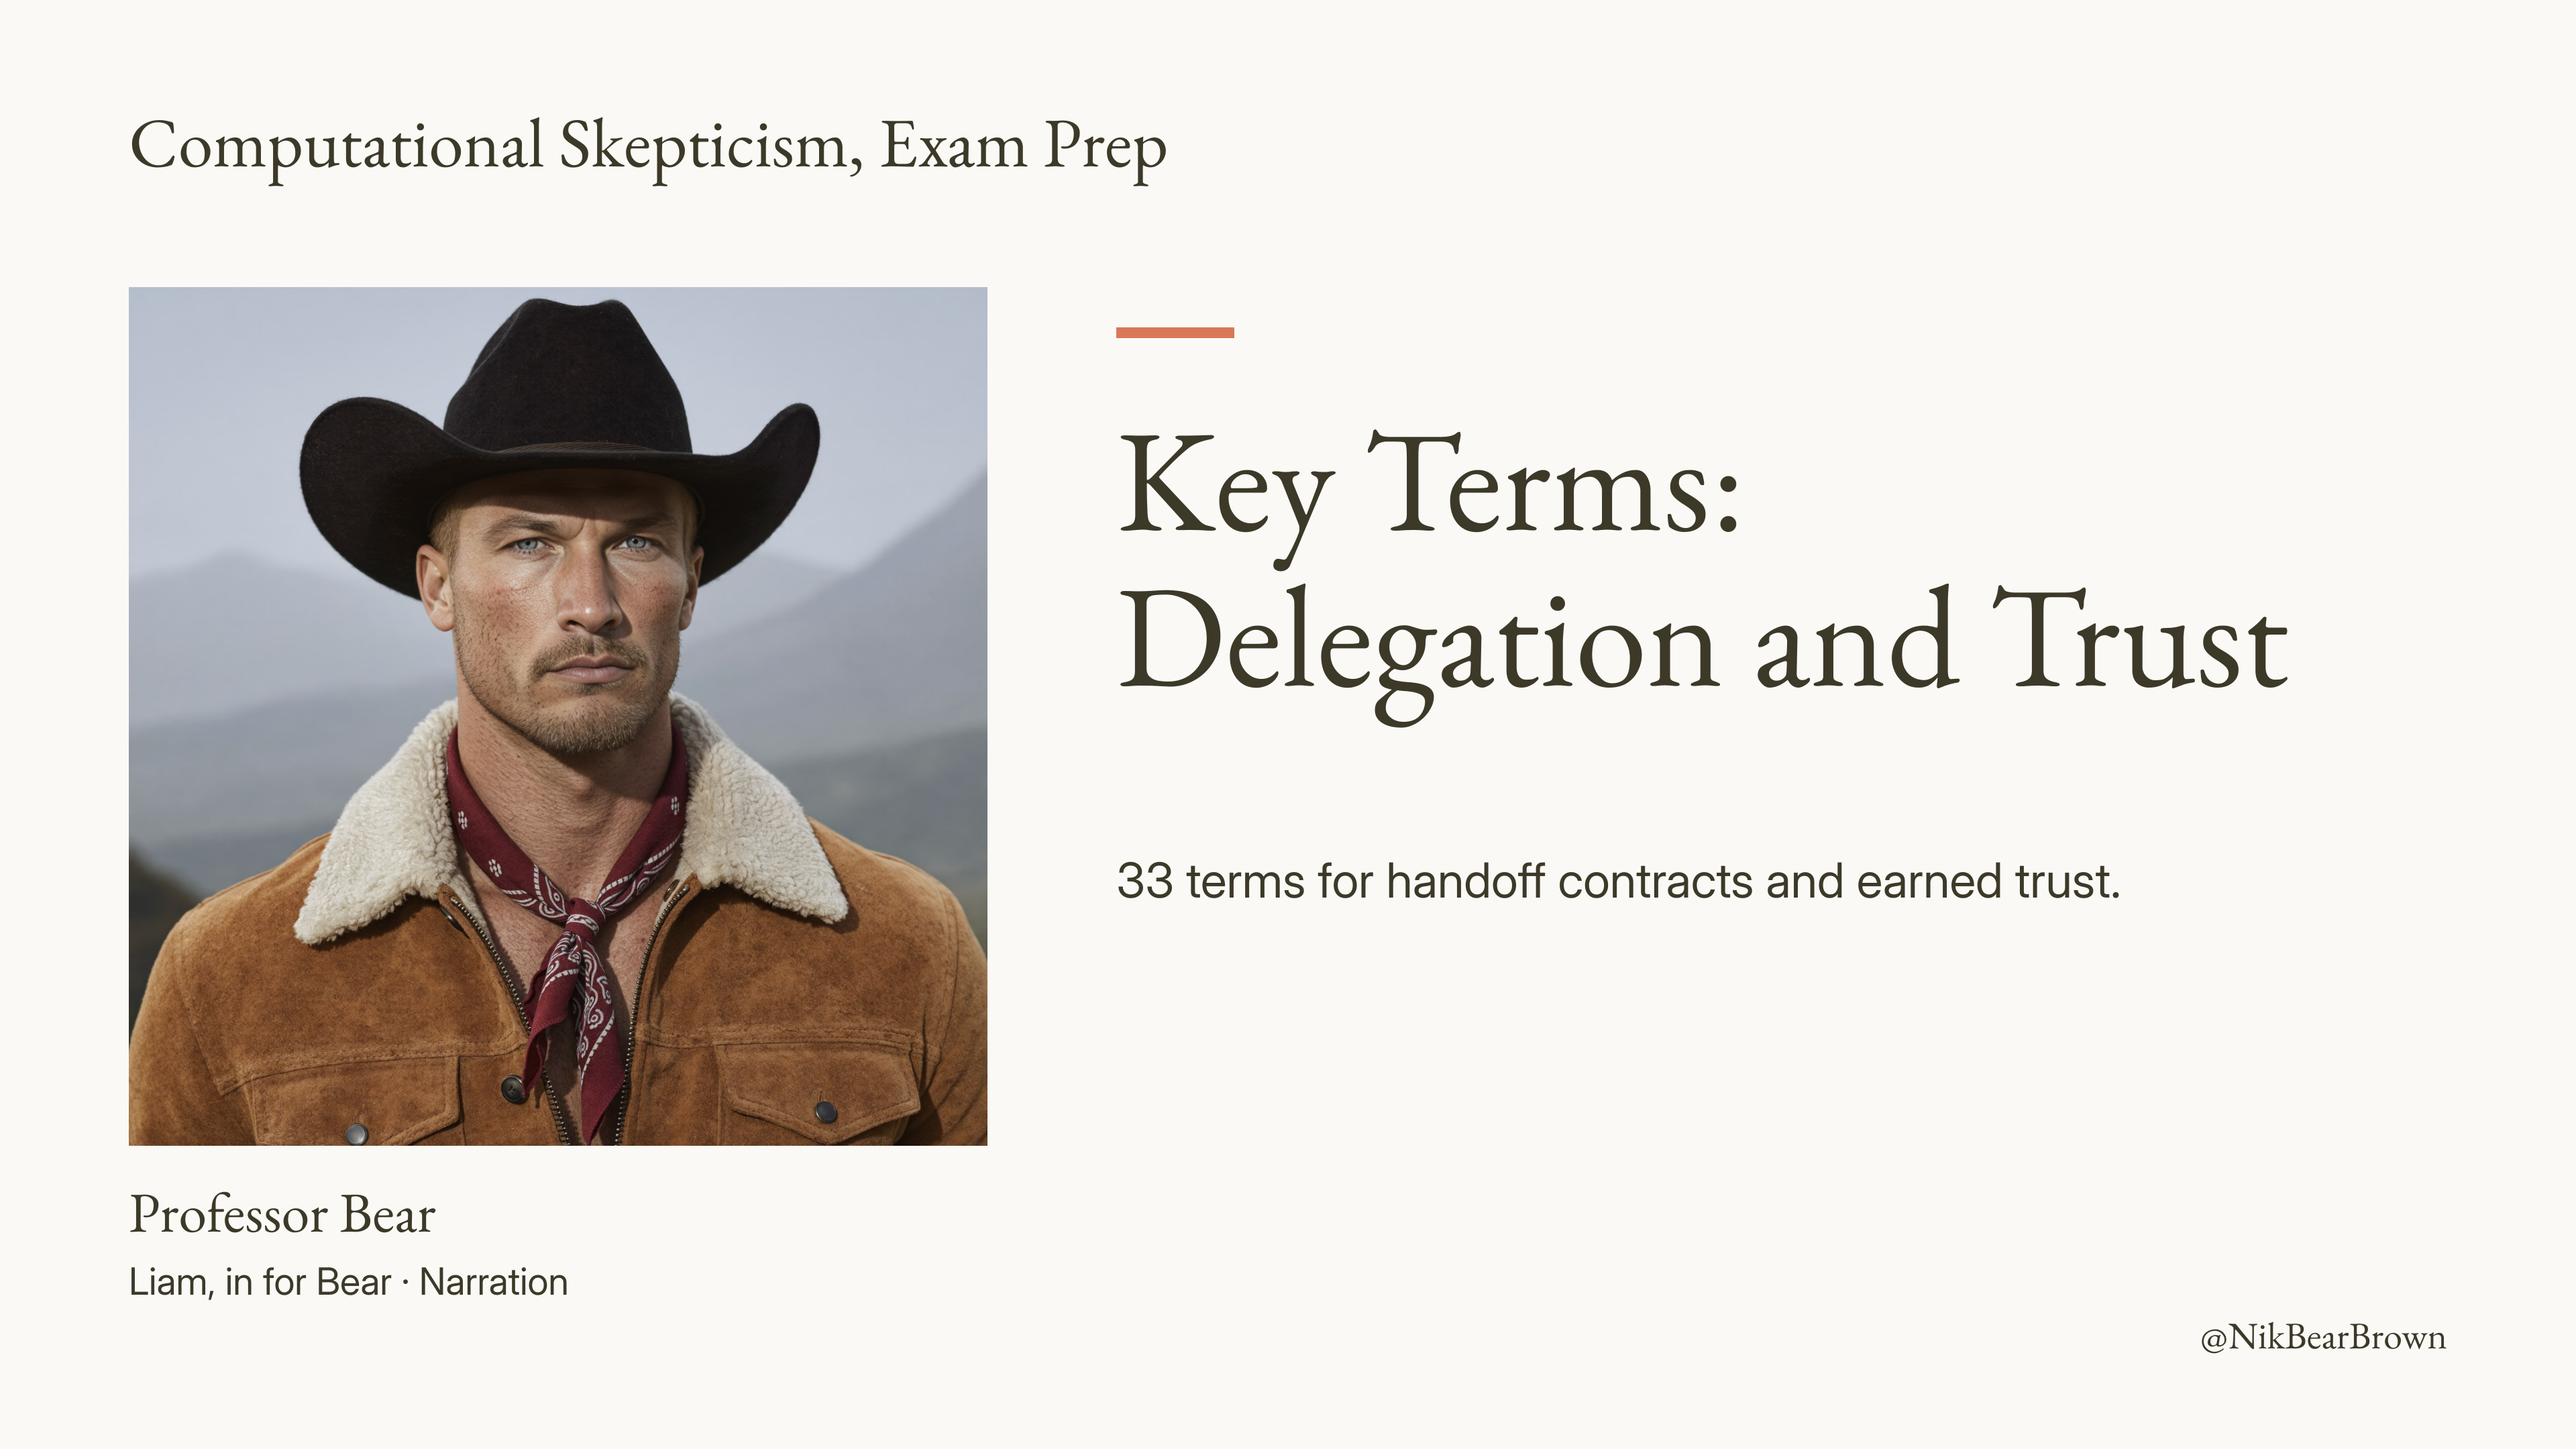 Computational Skepticism, Exam Prep
Key Terms:
Delegation and Trust
33 terms for handoff contracts and earned trust.
Professor Bear
Liam, in for Bear · Narration
@NikBearBrown